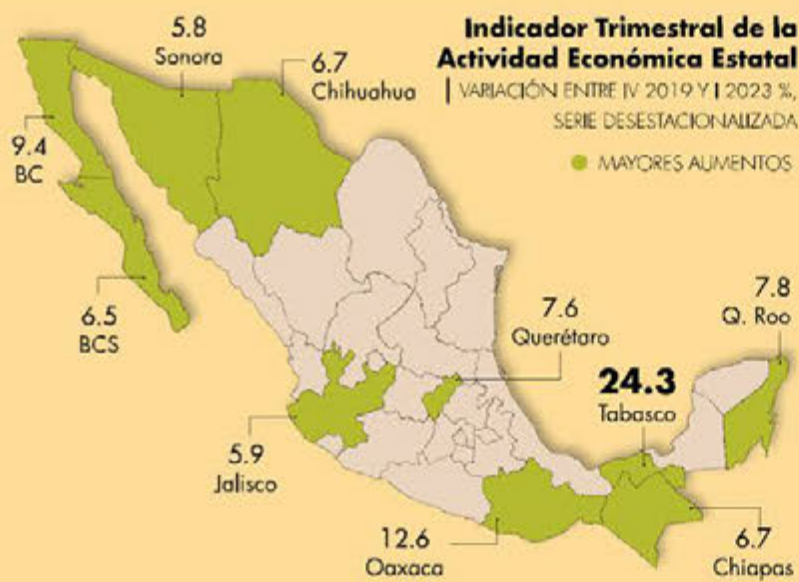 Indicador Trimestral de la
Actividad Económica Estatal
VARIACIÓN ENTRE IV 2019 Y I 2023 %,
SERIE DESESTACIONALIZADA
MAYORES AUMENTOS
5.8
Sonora
6.7
Chihuahua
9.4
BC
6.5
BCS
7.6
Querétaro
7.8
Q. Roo
24.3
Tabasco
5.9
Jalisco
12.6
Oaxaca
6.7
Chiapas